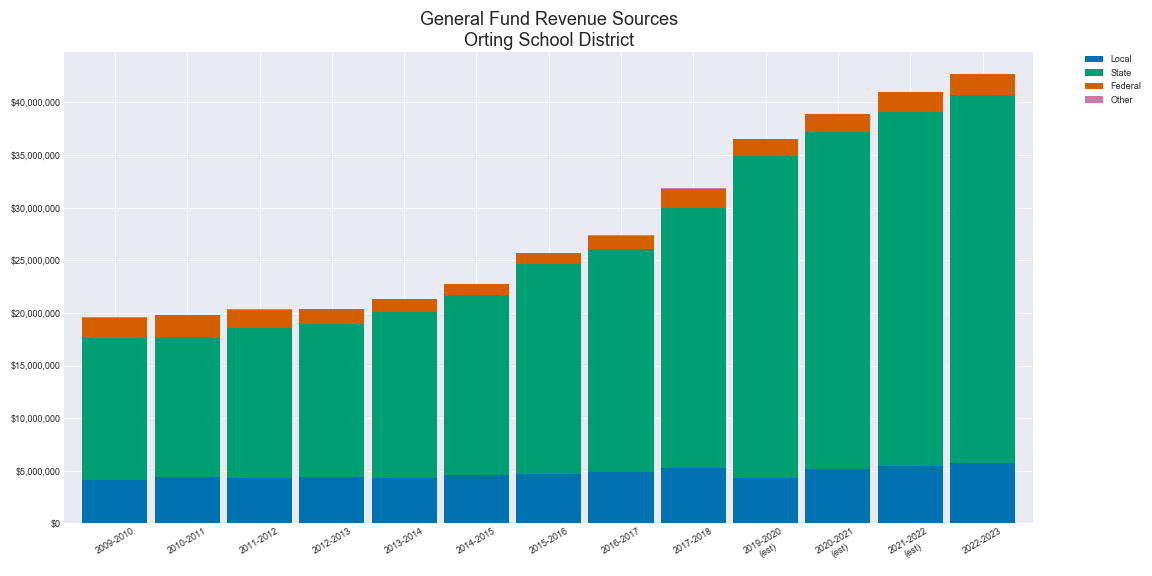 General Fund Revenue Sources
Orting School District
Local
State
Federal
Other
$40,000,000
$35,000,000
$30,000,000
$25,000,000
$20,000,000
$15,000,000
$10,000,000
$5,000,000
$0
2009-2010
2010-2011
2011-2012
2012-2013
2013-2014
2014-2015
2015-2016
2016-2017
2017-2018
2019-2020
(est)
2020-2021
(est)
2021-2022
(est)
2022-2023